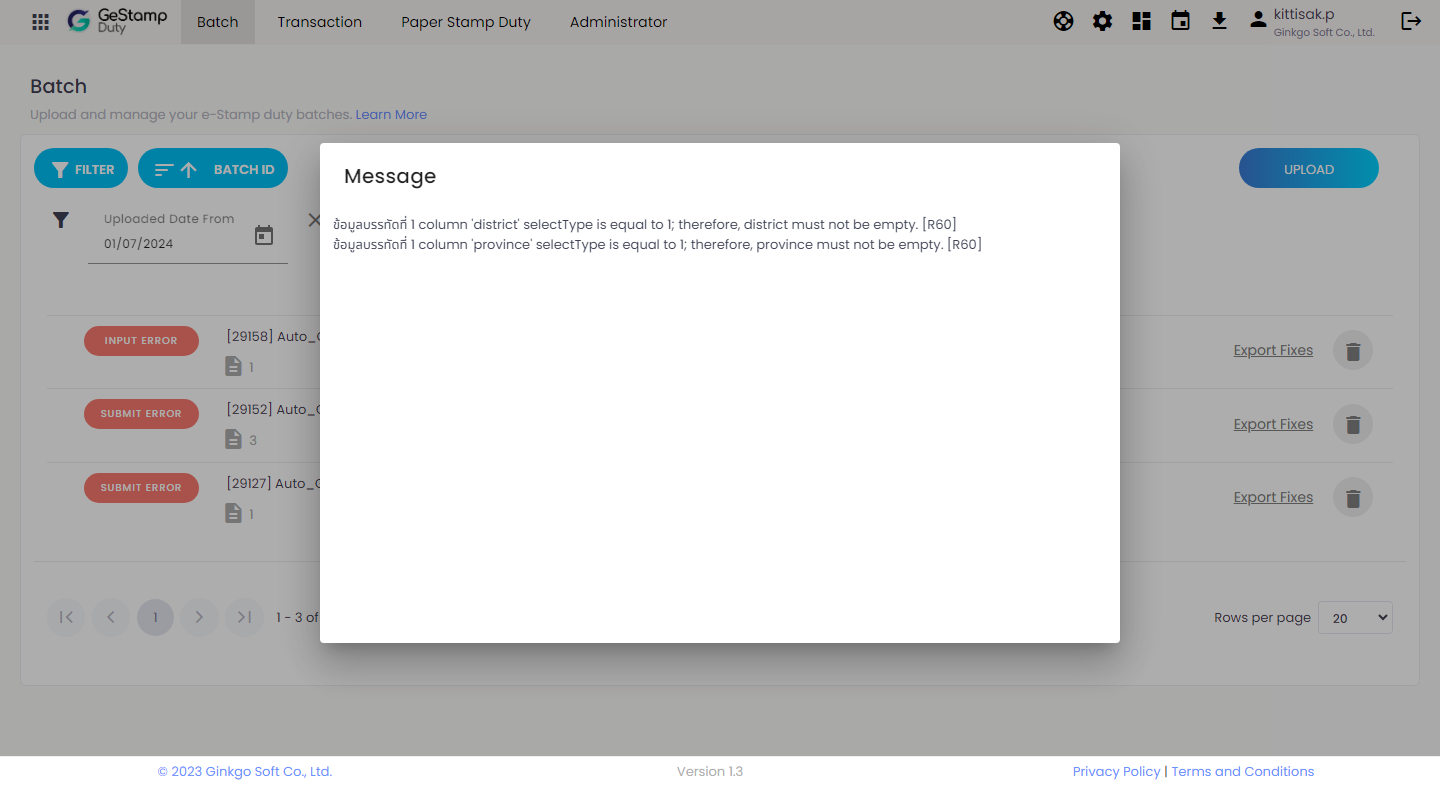 GeStamp
Duty
Batch
Transaction
Paper Stamp Duty
Administrator
kittisak.p
Ginkgo Soft Co., Ltd.
Batch
Upload and manage your e-Stamp duty batches. Learn More
FILTER
BATCH ID
UPLOAD
Uploaded Date From
01/07/2024
Message
ข้อมูลบรรทัดที่ 1 column 'district' selectType is equal to 1; therefore, district must not be empty. [R60]
ข้อมูลบรรทัดที่ 1 column 'province' selectType is equal to 1; therefore, province must not be empty. [R60]
INPUT ERROR
[29158] Auto_
1
Export Fixes
SUBMIT ERROR
[29152] Auto_
3
Export Fixes
SUBMIT ERROR
[29127] Auto_
1
Export Fixes
1
1 - 3 of
Rows per page
20
© 2023 Ginkgo Soft Co., Ltd.
Version 1.3
Privacy Policy | Terms and Conditions